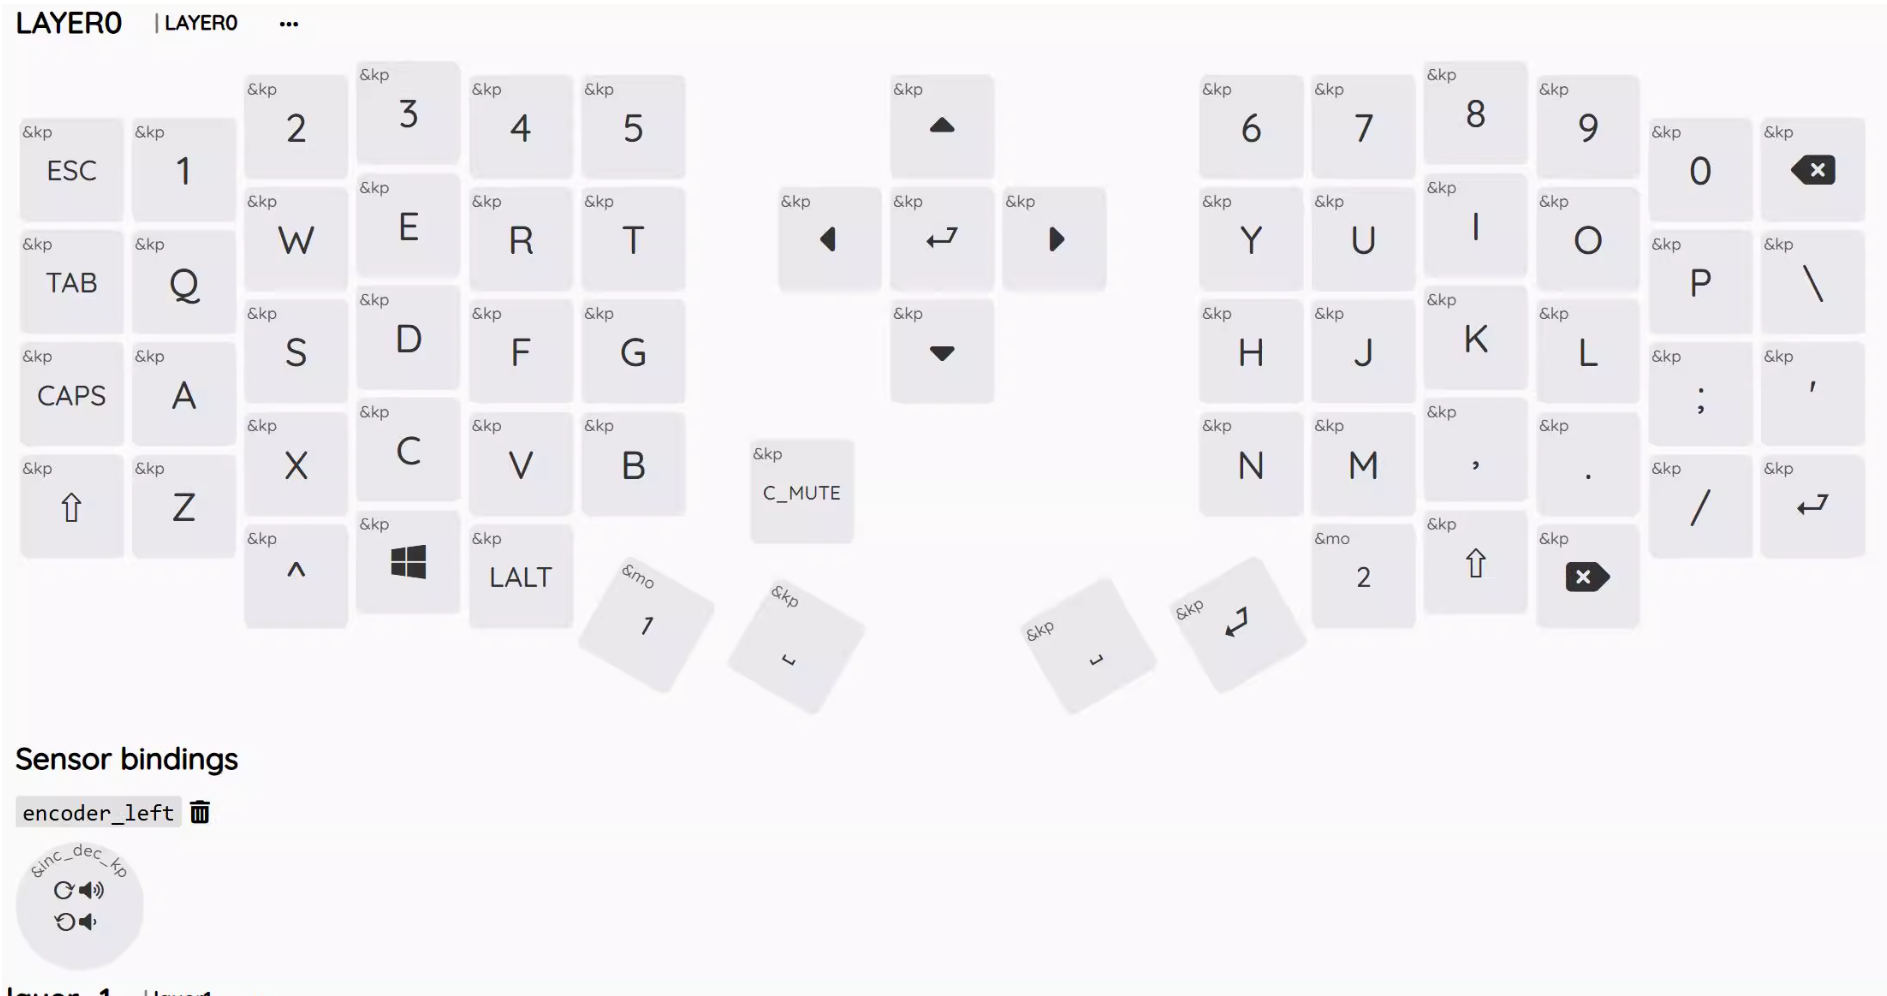 LAYER0 | LAYER0 ...
&kp 3 &kp 8
&kp 2 &kp 4 &kp 5 &kp &kp 6 &kp 7 &kp 9
&kp ESC &kp 1 &kp 0 &kp
&kp E &kp I
&kp W &kp R &kp T &kp &kp &kp &kp Y &kp U &kp O
&kp TAB &kp Q &kp P &kp \
&kp D &kp K
&kp S &kp F &kp G &kp &kp H &kp J &kp L
&kp CAPS &kp A &kp ; &kp '
&kp C &kp ,
&kp X &kp V &kp B &kp C_MUTE &kp N &kp M &kp .
&kp &kp Z &kp / &kp
&kp &kp
&kp ^ &kp LALT &mo 1 &kp &kp &kp &mo 2 &kp
Sensor bindings
encoder_left
&inc_dec_kp